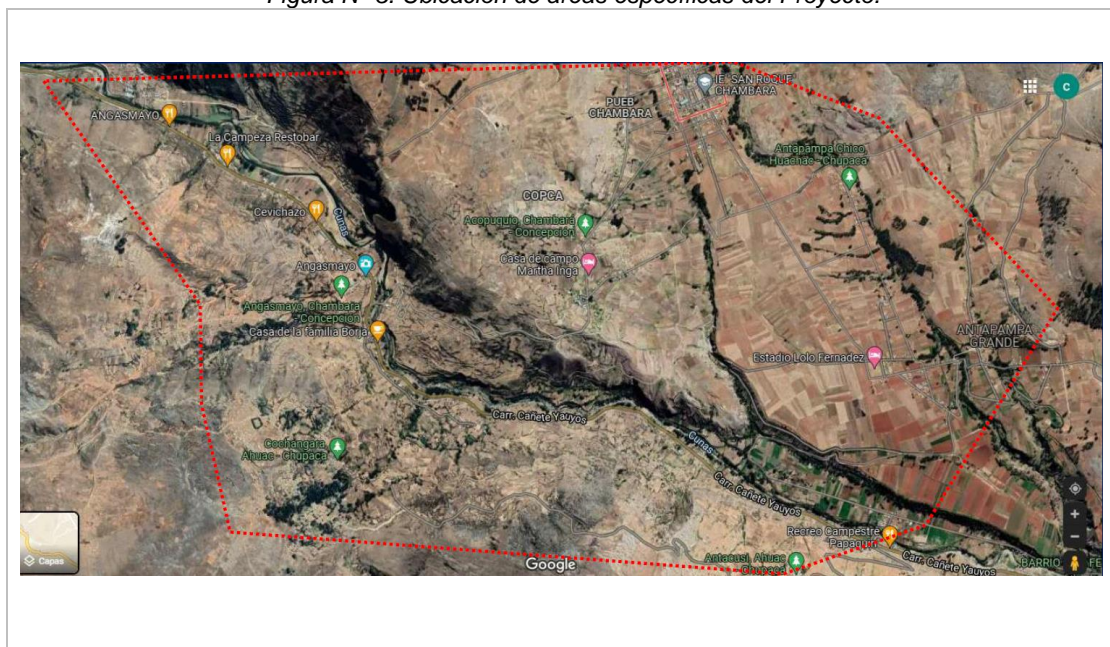 Figura N° 3. Ubicación de áreas específicas del Proyecto.
IE "SAN ROQUE"
CHAMBARA
C
ANGASMAYO
PUEB
CHAMBARA
La Campeza Restobar
Antapampa Chico,
Huachac - Chupaca
COPCA
Cevichazo
Cunas
Acopuquio, Chambara
- Concepción
Angasmayo
Casa de campo
Martha Inga
Angasmayo, Chambara
- Concepción
Casa de la familia Borja
ANTAPAMPA
GRANDE
Estadio Lolo Fernadez
Carr. Cañete Yauyos
Cunas
Cochangara,
Ahuac - Chupaca
Carr. Cañete Yauyos
Recreo Campestre
Capas
Google
Antacusi, Ahuac
Chupaca
Carr. Cañete Yauyos
BARRIO
FE